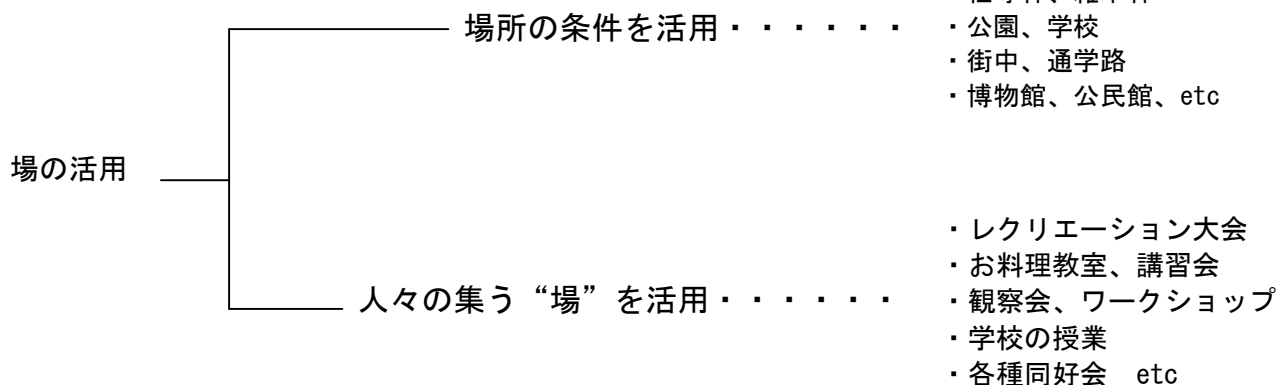 場所の条件を活用・・・・・・
・公園、学校
・街中、通学路
・博物館、公民館、etc
場の活用
・レクリエーション大会
・お料理教室、講習会
人々の集う“場”を活用・・・・・・
・観察会、ワークショップ
・学校の授業
・各種同好会　etc